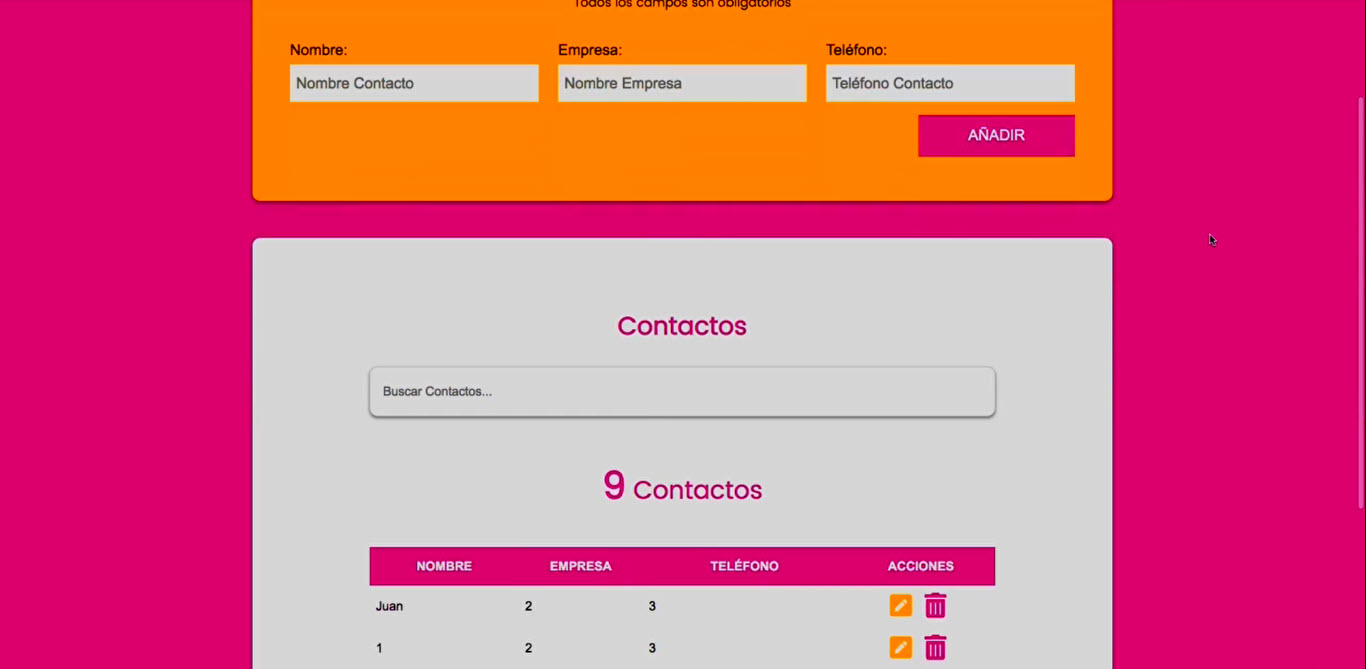 Todos los campos son obligatorios
Nombre: Empresa: Teléfono:
Nombre Contacto Nombre Empresa Teléfono Contacto
AÑADIR
Contactos
Buscar Contactos...
9 Contactos
NOMBRE EMPRESA TELÉFONO ACCIONES
Juan 2 3
1 2 3